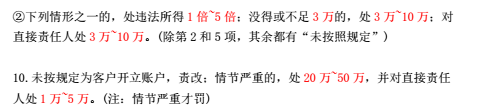 ②下列情形之一的，处违法所得 1 倍~5 倍；没得或不足 3 万的，处 3 万~10 万；对
直接责任人处 3 万~10 万。(除第 2 和 5 项，其余都有“未按照规定”)
10.未按规定为客户开立账户，责改；情节严重的，处 20 万~50 万，并对直接责任
人处 1 万~5 万。(注：情节严重才罚)